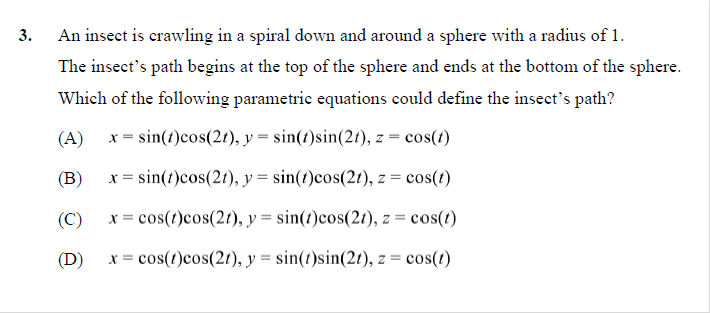 3. An insect is crawling in a spiral down and around a sphere with a radius of 1.
The insect's path begins at the top of the sphere and ends at the bottom of the sphere.
Which of the following parametric equations could define the insect's path?
(A) x = sin(t)cos(2t), y = sin(t)sin(2t), z = cos(t)
(B) x = sin(t)cos(2t), y = sin(t)cos(2t), z = cos(t)
(C) x = cos(t)cos(2t), y = sin(t)cos(2t), z = cos(t)
(D) x = cos(t)cos(2t), y = sin(t)sin(2t), z = cos(t)